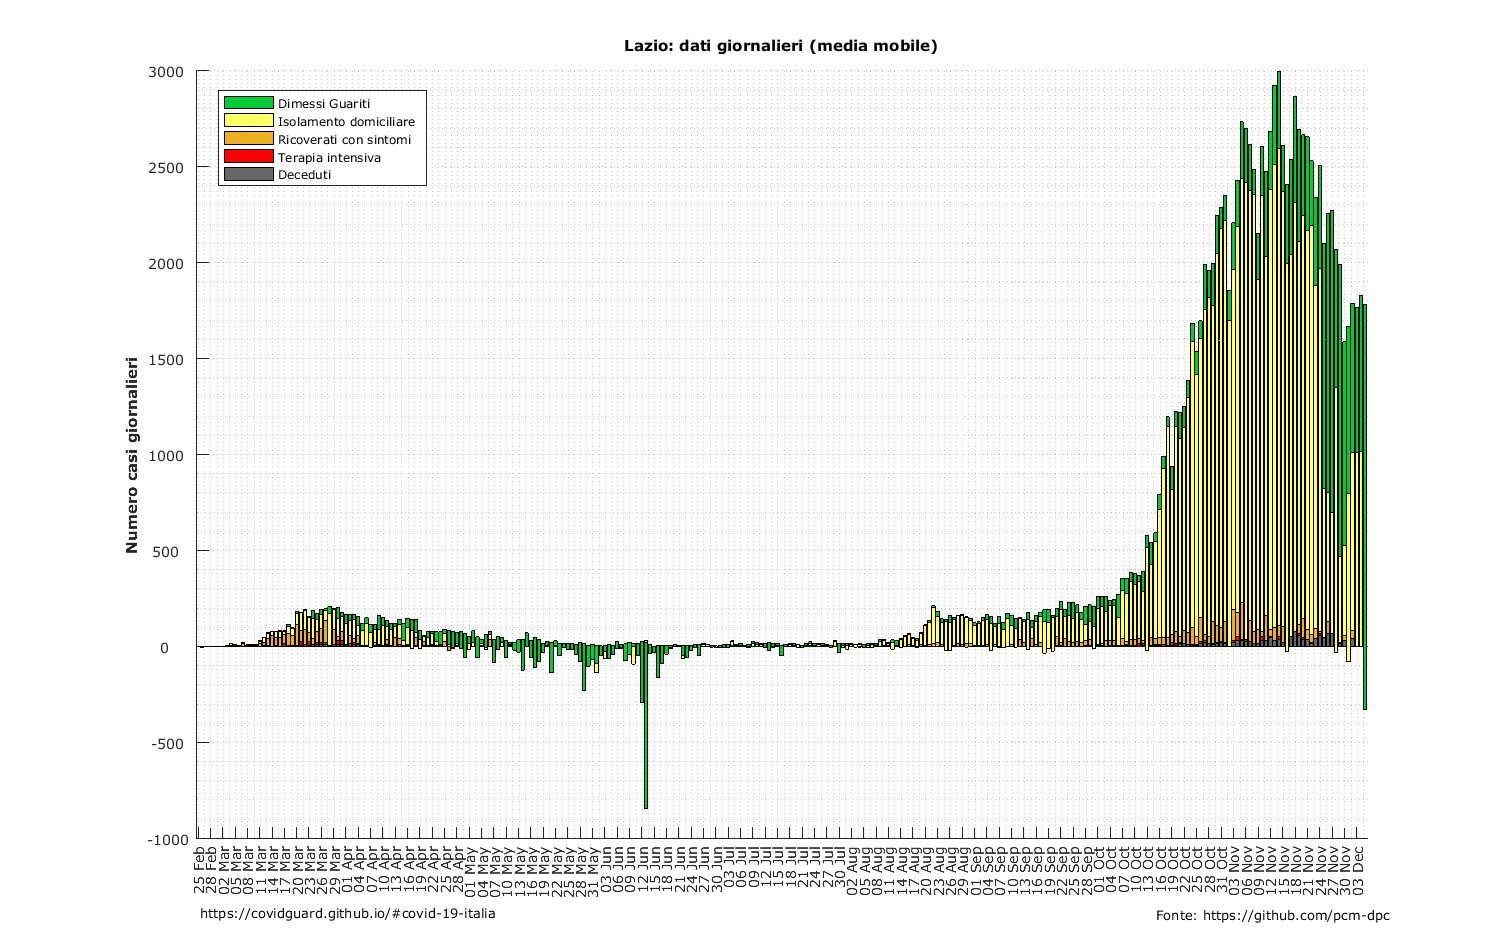 Lazio: dati giornalieri (media mobile)
3000
2500
2000
1500
1000
500
0
-500
-1000
Numero casi giornalieri
Dimessi Guariti
Isolamento domiciliare
Ricoverati con sintomi
Terapia intensiva
Deceduti
25 Feb
28 Feb
02 Mar
05 Mar
08 Mar
11 Mar
14 Mar
17 Mar
20 Mar
23 Mar
26 Mar
29 Mar
01 Apr
04 Apr
07 Apr
10 Apr
13 Apr
16 Apr
19 Apr
22 Apr
25 Apr
28 Apr
01 May
04 May
07 May
10 May
13 May
16 May
19 May
22 May
25 May
28 May
31 May
03 Jun
06 Jun
09 Jun
12 Jun
15 Jun
18 Jun
21 Jun
24 Jun
27 Jun
30 Jun
03 Jul
06 Jul
09 Jul
12 Jul
15 Jul
18 Jul
21 Jul
24 Jul
27 Jul
30 Jul
02 Aug
05 Aug
08 Aug
11 Aug
14 Aug
17 Aug
20 Aug
23 Aug
26 Aug
29 Aug
01 Sep
04 Sep
07 Sep
10 Sep
13 Sep
16 Sep
19 Sep
22 Sep
25 Sep
28 Sep
01 Oct
04 Oct
07 Oct
10 Oct
13 Oct
16 Oct
19 Oct
22 Oct
25 Oct
28 Oct
31 Oct
03 Nov
06 Nov
09 Nov
12 Nov
15 Nov
18 Nov
21 Nov
24 Nov
27 Nov
30 Nov
03 Dec
https://covidguard.github.io/#covid-19-italia
Fonte: https://github.com/pcm-dpc